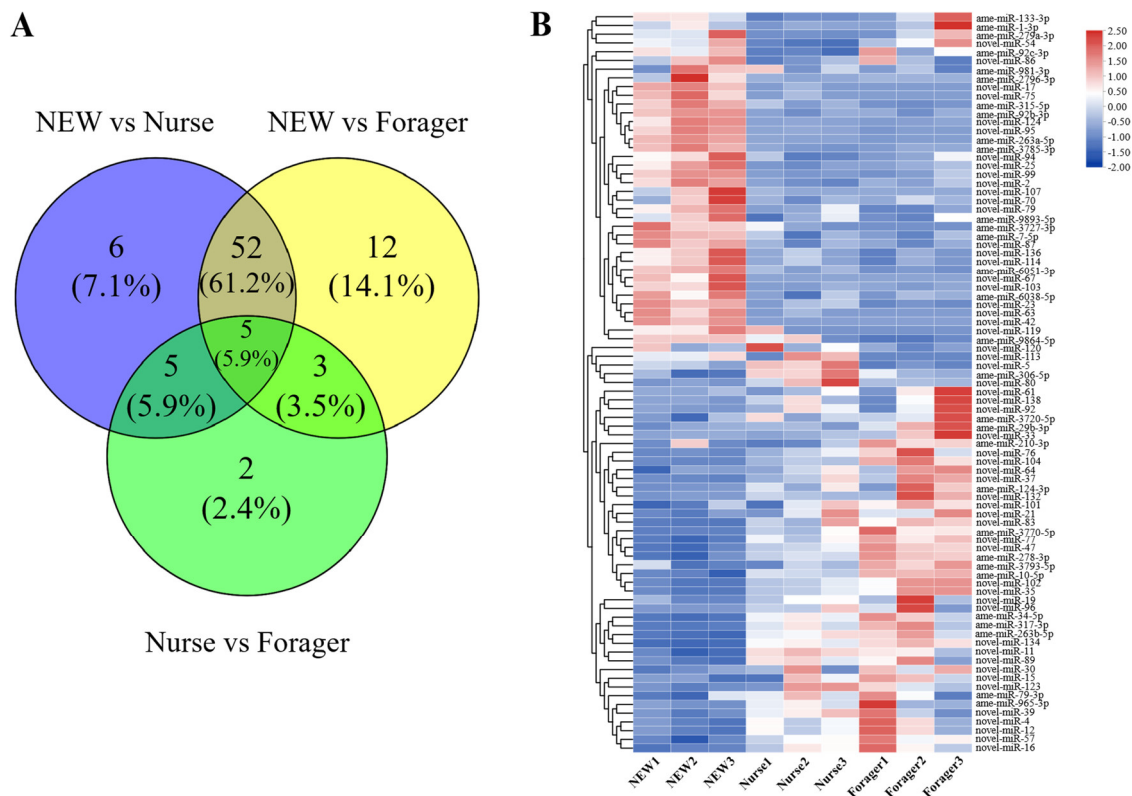 A
NEW vs Nurse
NEW vs Forager
6
(7.1%)
52
(61.2%)
12
(14.1%)
5
(5.9%)
5
(5.9%)
3
(3.5%)
2
(2.4%)
Nurse vs Forager
B
ame-miR-133-3p
ame-miR-1-3p
ame-miR-279a-3p
novel-miR-54
ame-miR-92c-3p
novel-miR-86
ame-miR-981-3p
ame-miR-2796-3p
novel-miR-17
novel-miR-75
ame-miR-315-5p
ame-miR-92b-3p
novel-miR-124
novel-miR-95
ame-miR-263a-5p
ame-miR-3785-3p
novel-miR-94
novel-miR-25
novel-miR-99
novel-miR-2
novel-miR-107
novel-miR-70
novel-miR-79
ame-miR-9893-5p
ame-miR-3727-3p
ame-miR-7-5p
novel-miR-87
novel-miR-136
novel-miR-114
ame-miR-6051-3p
novel-miR-67
novel-miR-103
ame-miR-6038-5p
novel-miR-23
novel-miR-63
novel-miR-42
novel-miR-119
ame-miR-9864-5p
novel-miR-120
novel-miR-113
novel-miR-5
ame-miR-306-5p
novel-miR-80
novel-miR-61
novel-miR-138
novel-miR-92
ame-miR-3720-5p
ame-miR-29b-3p
novel-miR-33
ame-miR-210-3p
novel-miR-76
novel-miR-104
novel-miR-64
novel-miR-37
ame-miR-124-3p
novel-miR-132
novel-miR-101
novel-miR-21
novel-miR-83
ame-miR-3770-5p
novel-miR-77
novel-miR-47
ame-miR-278-3p
ame-miR-3793-5p
ame-miR-10-5p
novel-miR-102
novel-miR-35
novel-miR-19
novel-miR-96
ame-miR-34-5p
ame-miR-317-3p
ame-miR-263b-5p
novel-miR-134
novel-miR-11
novel-miR-89
novel-miR-30
novel-miR-15
novel-miR-123
ame-miR-79-3p
ame-miR-965-3p
novel-miR-39
novel-miR-4
novel-miR-12
novel-miR-57
novel-miR-16
NEW1 NEW2 NEW3 Nurse1 Nurse2 Nurse3 Forager1 Forager2 Forager3
2.50
2.00
1.50
1.00
0.50
0.00
-0.50
-1.00
-1.50
-2.00